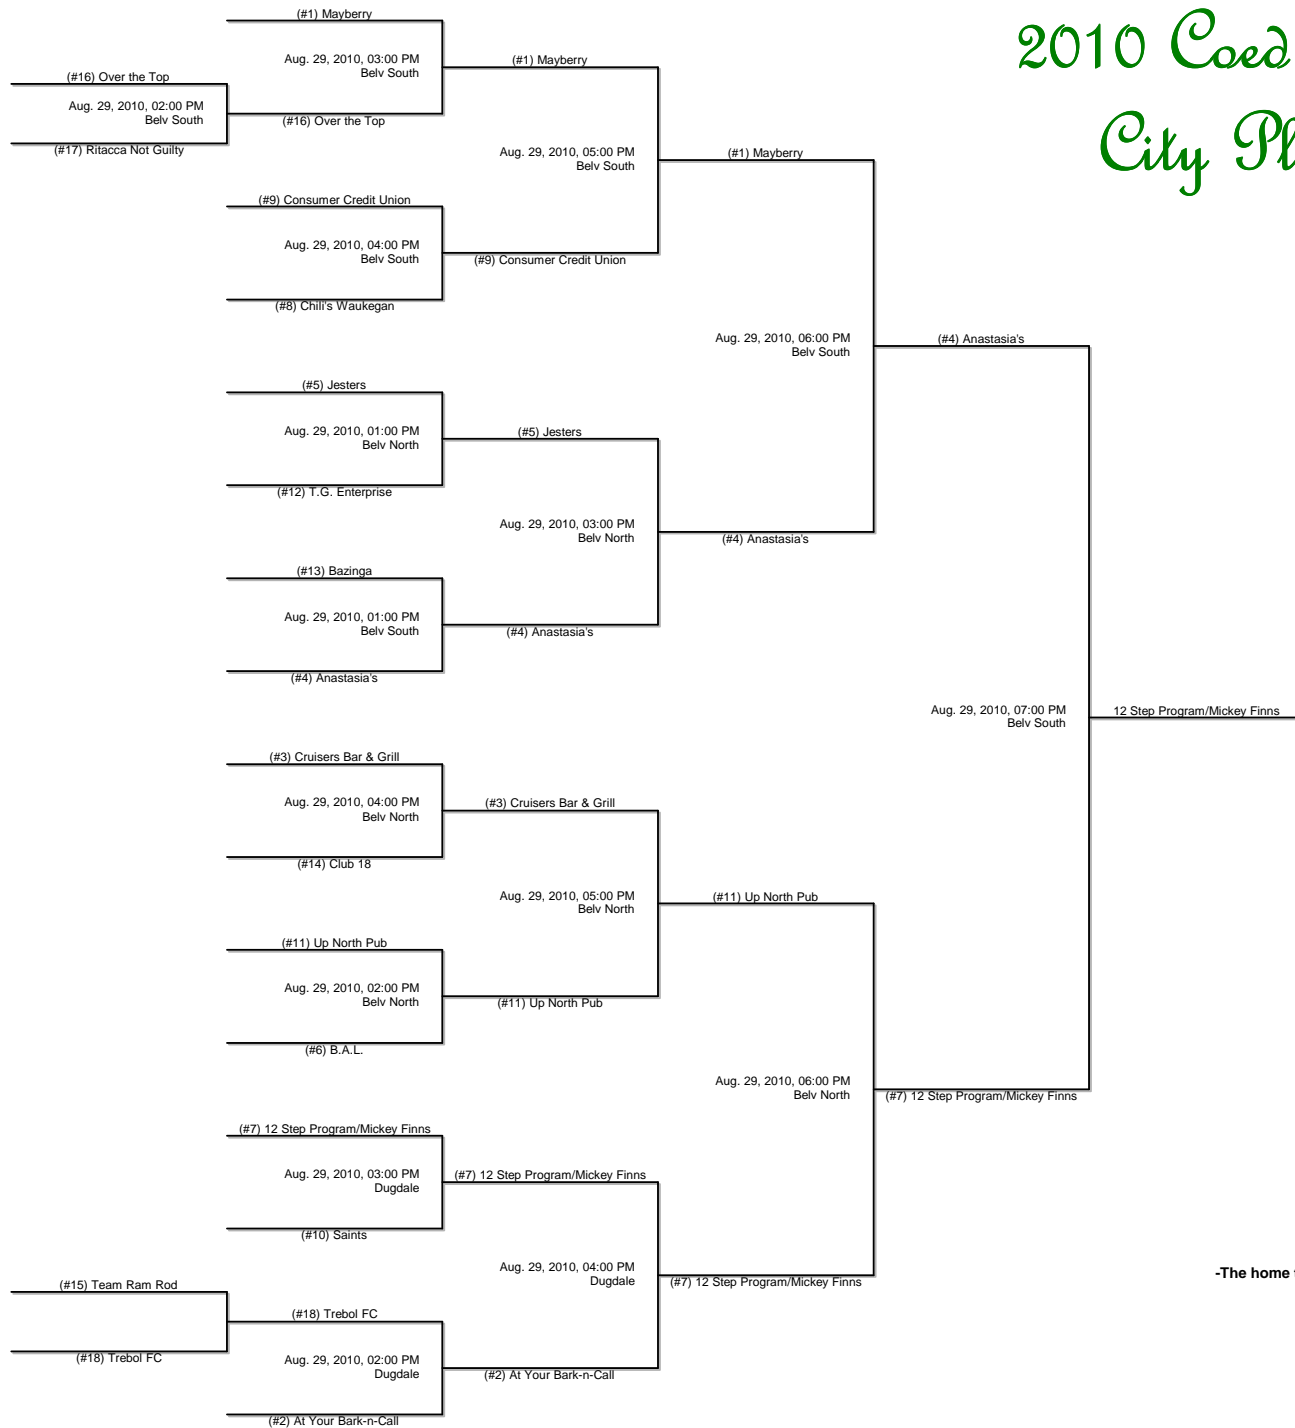 2010 Coed
City Pl
(#1) Mayberry
Aug. 29, 2010, 03:00 PM
Belv South
(#1) Mayberry
(#16) Over the Top
Aug. 29, 2010, 02:00 PM
Belv South
(#16) Over the Top
(#17) Ritacca Not Guilty
Aug. 29, 2010, 05:00 PM
Belv South
(#1) Mayberry
(#9) Consumer Credit Union
Aug. 29, 2010, 04:00 PM
Belv South
(#9) Consumer Credit Union
(#8) Chili's Waukegan
Aug. 29, 2010, 06:00 PM
Belv South
(#4) Anastasia's
(#5) Jesters
Aug. 29, 2010, 01:00 PM
Belv North
(#5) Jesters
(#12) T.G. Enterprise
Aug. 29, 2010, 03:00 PM
Belv North
(#4) Anastasia's
(#13) Bazinga
Aug. 29, 2010, 01:00 PM
Belv South
(#4) Anastasia's
(#4) Anastasia's
Aug. 29, 2010, 07:00 PM
Belv South
12 Step Program/Mickey Finns
(#3) Cruisers Bar & Grill
Aug. 29, 2010, 04:00 PM
Belv North
(#3) Cruisers Bar & Grill
(#14) Club 18
Aug. 29, 2010, 05:00 PM
Belv North
(#11) Up North Pub
(#11) Up North Pub
Aug. 29, 2010, 02:00 PM
Belv North
(#11) Up North Pub
(#6) B.A.L.
Aug. 29, 2010, 06:00 PM
Belv North
(#7) 12 Step Program/Mickey Finns
(#7) 12 Step Program/Mickey Finns
Aug. 29, 2010, 03:00 PM
Dugdale
(#7) 12 Step Program/Mickey Finns
(#10) Saints
Aug. 29, 2010, 04:00 PM
Dugdale
(#7) 12 Step Program/Mickey Finns
-The home
(#15) Team Ram Rod
(#18) Trebol FC
(#18) Trebol FC
Aug. 29, 2010, 02:00 PM
Dugdale
(#2) At Your Bark-n-Call
(#2) At Your Bark-n-Call